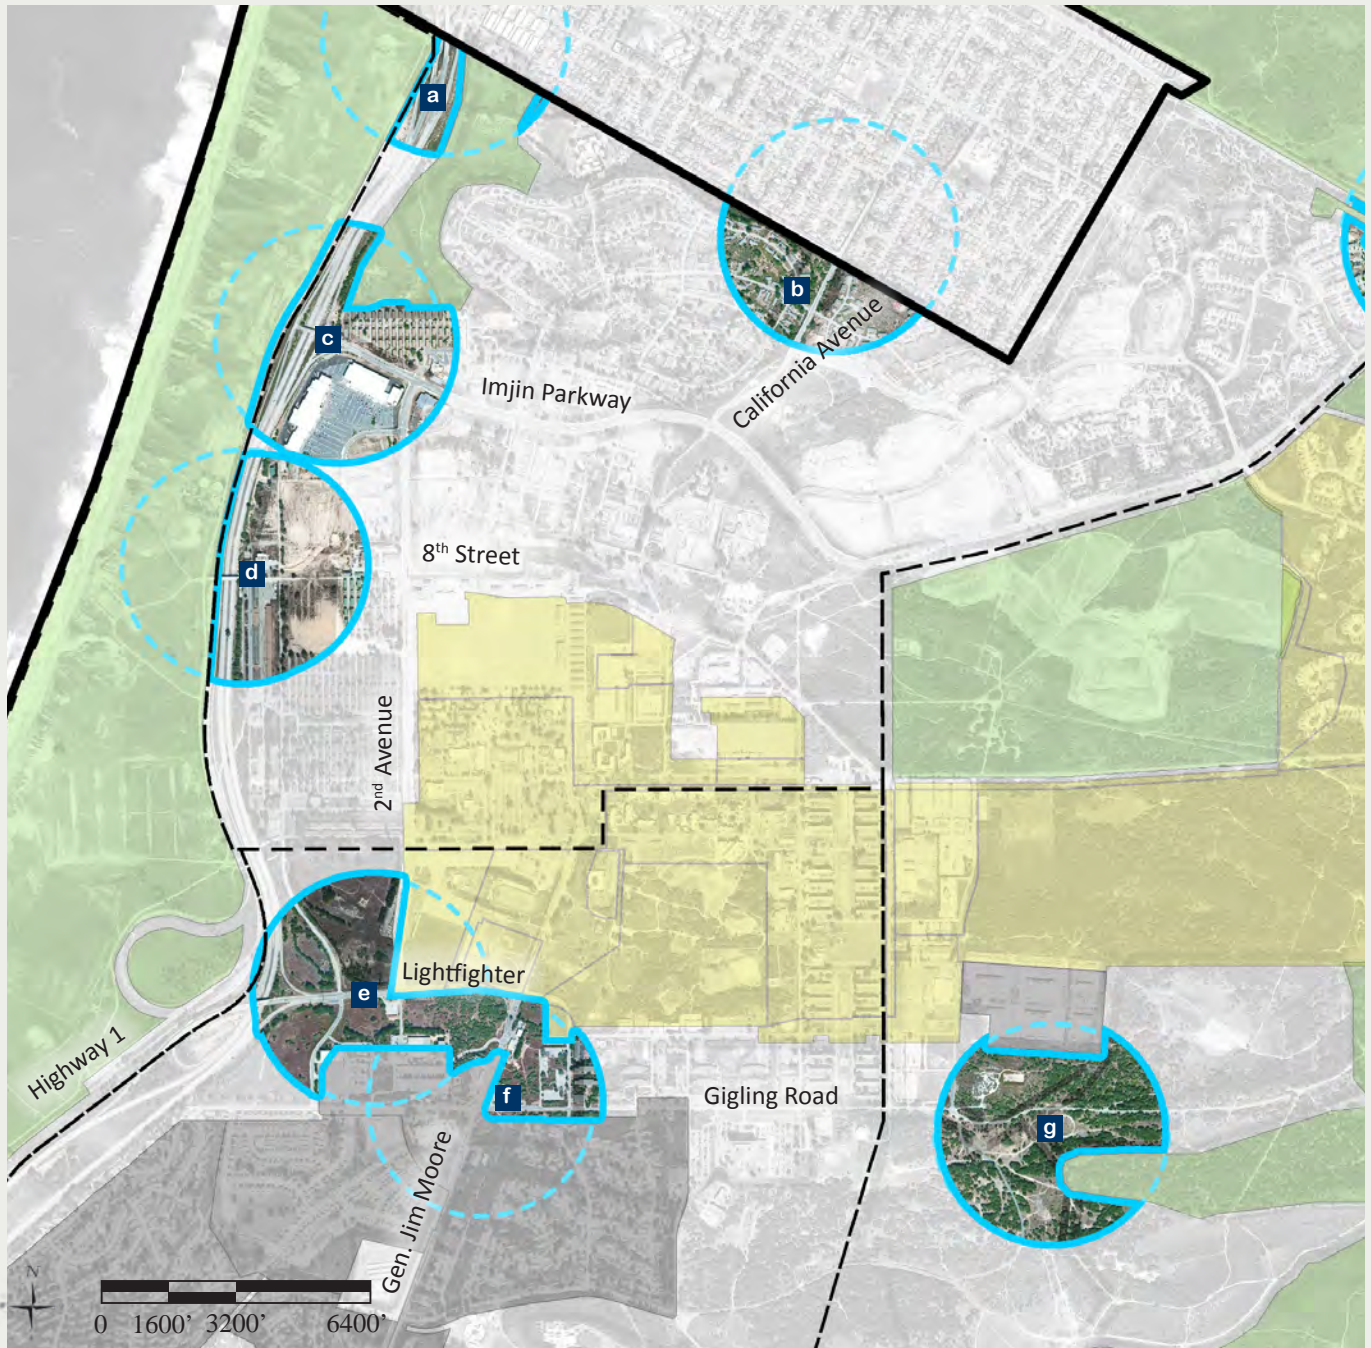 a
b
California Avenue
c
Imjin Parkway
d
8th Street
2nd Avenue
Lightfighter
e
Highway 1
f
Gigling Road
g
Gen. Jim Moore
N
0 1600’ 3200’ 6400’